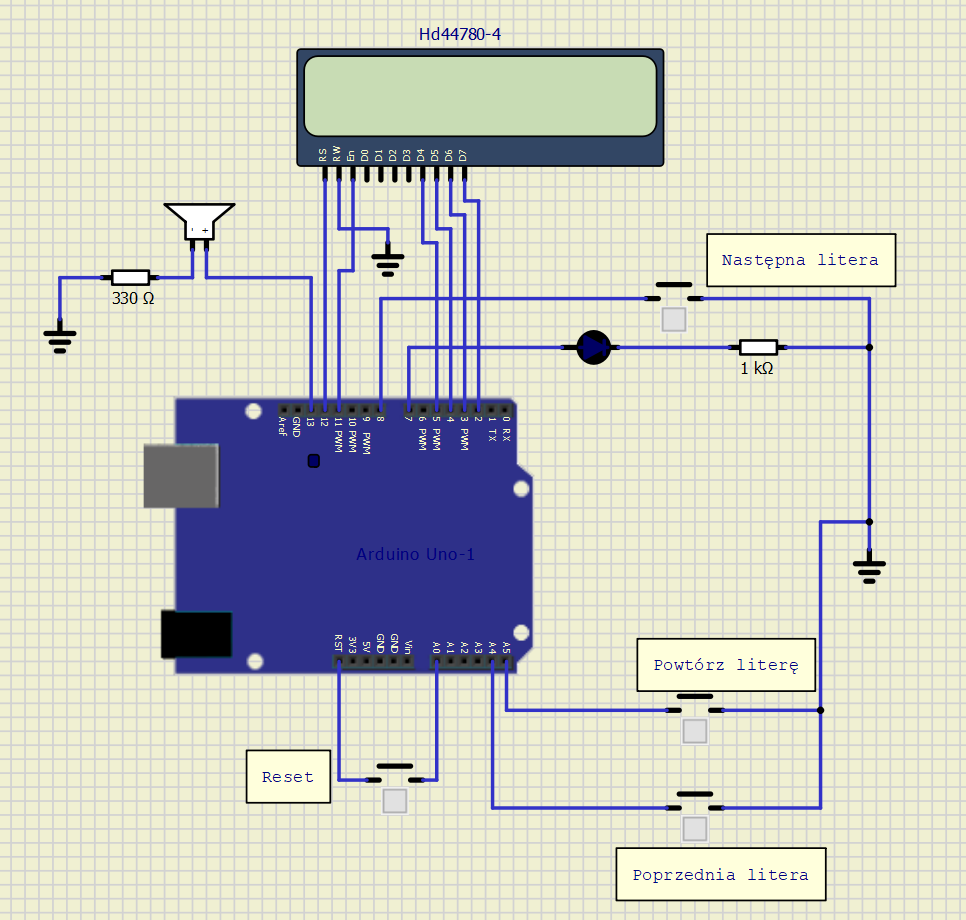 Hd44780-4
RS RW En D0 D1 D2 D3 D4 D5 D6 D7
- +
330 Ω
Następna litera
1 kΩ
Aref GND 13 12 11 PWM 10 PWM 9 PWM 8 7 6 PWM 5 PWM 4 3 PWM 2 1 TX 0 RX
Arduino Uno-1
RST 3V3 5V GND GND Vin A0 A1 A2 A3 A4 A5
Powtórz literę
Reset
Poprzednia litera